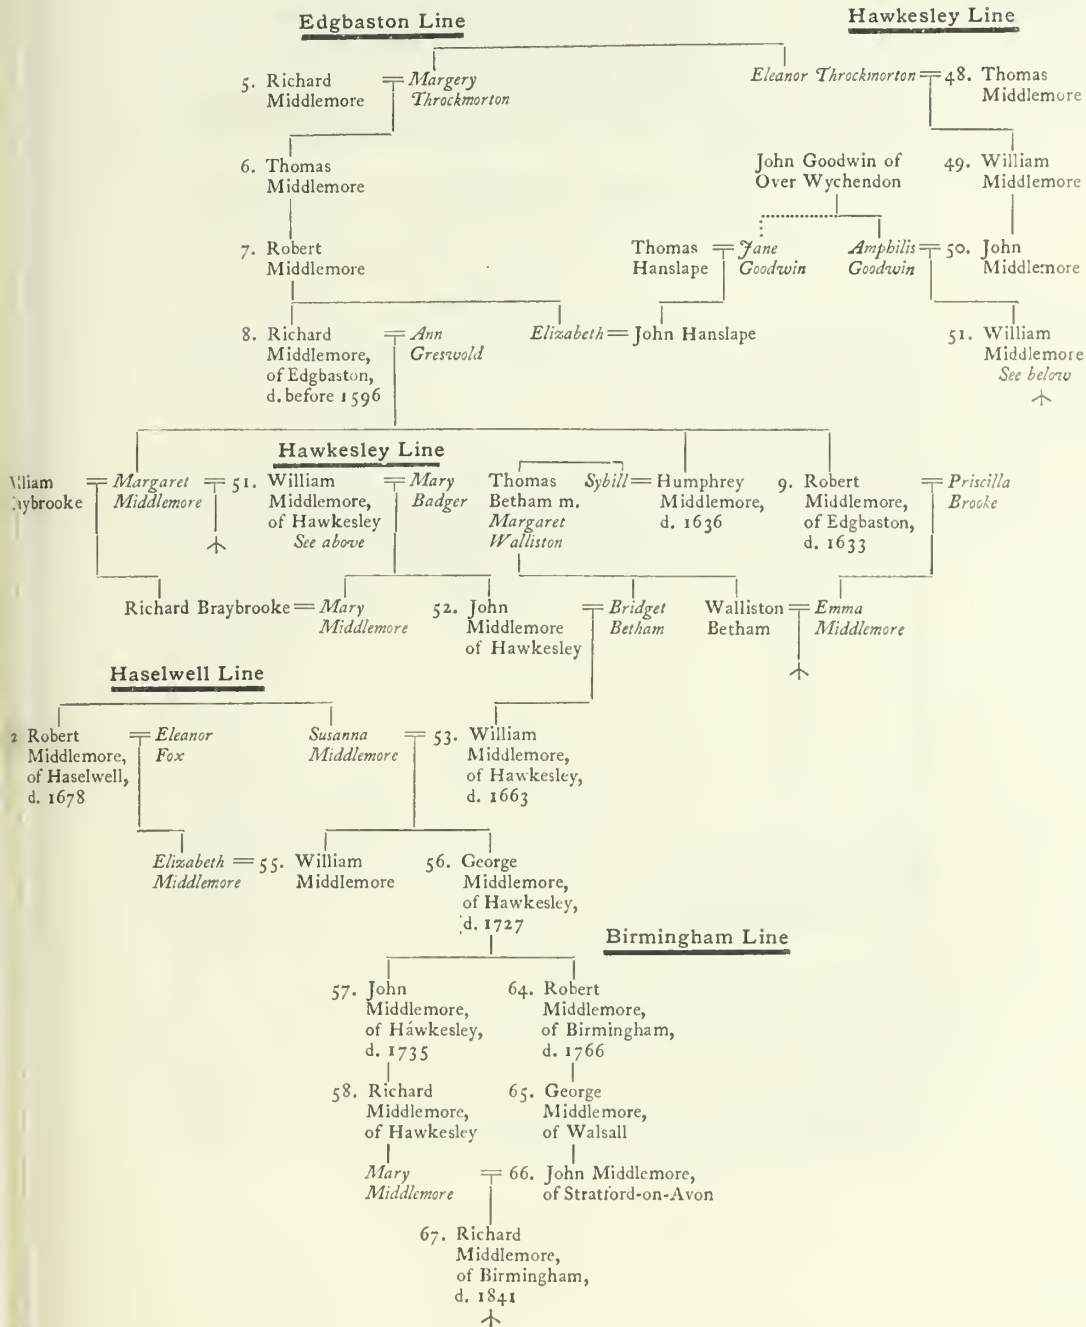 Edgbaston Line
Hawkesley Line
5. Richard Middlemore
Margery Throckmorton
Eleanor Throckmorton
48. Thomas Middlemore
6. Thomas Middlemore
John Goodwin of Over Wychendon
49. William Middlemore
7. Robert Middlemore
Thomas Hanslape
Jane Goodwin
Amphilis Goodwin
50. John Middlemore
8. Richard Middlemore, of Edgbaston, d. before 1596
Ann Greswold
Elizabeth = John Hanslape
51. William Middlemore See below
Hawkesley Line
lliam
ybrooke
Margaret Middlemore
51. William Middlemore, of Hawkesley See above
Mary Badger
Thomas Betham m. Margaret Walliston
Sybill = Humphrey Middlemore, d. 1636
9. Robert Middlemore, of Edgbaston, d. 1633
Priscilla Brooke
Richard Braybrooke = Mary Middlemore
52. John Middlemore of Hawkesley
Bridget Betham
Walliston Betham
Emma Middlemore
Haselwell Line
2 Robert Middlemore, of Haselwell, d. 1678
Eleanor Fox
Susanna Middlemore
53. William Middlemore, of Hawkesley, d. 1663
Elizabeth Middlemore = 55. William Middlemore
56. George Middlemore, of Hawkesley, d. 1727
Birmingham Line
57. John Middlemore, of Hawkesley, d. 1735
64. Robert Middlemore, of Birmingham, d. 1766
58. Richard Middlemore, of Hawkesley
65. George Middlemore, of Walsall
Mary Middlemore
66. John Middlemore, of Stratford-on-Avon
67. Richard Middlemore, of Birmingham, d. 1841